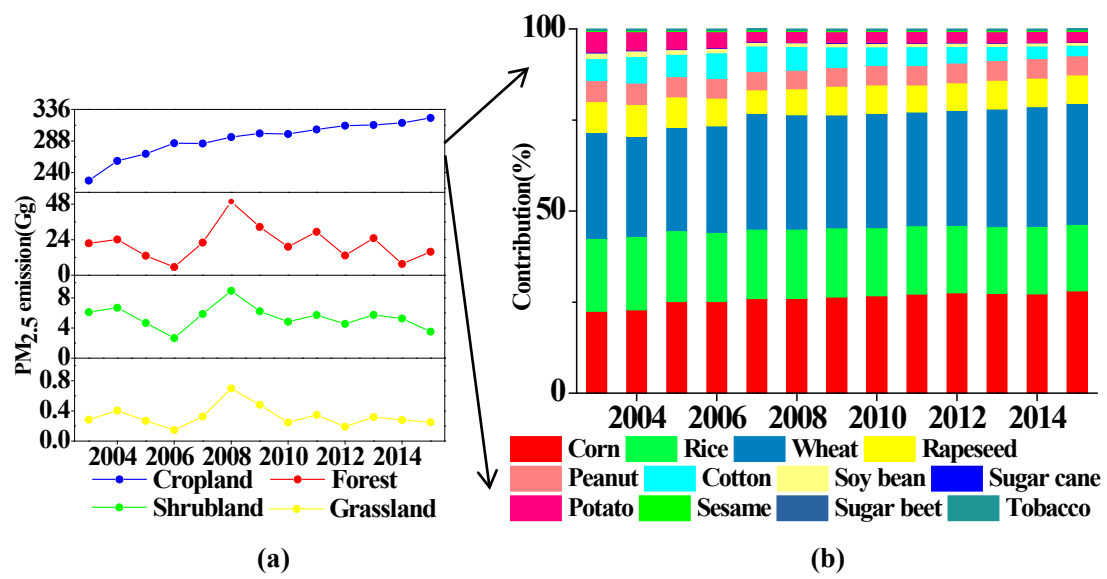 PM2.5 emission(Gg)
336
288
240
48
24
0
8
4
0
0.8
0.4
0.0
2004 2006 2008 2010 2012 2014
Cropland Forest
Shrubland Grassland
(a)
Contribution(%)
100
50
0
2004 2006 2008 2010 2012 2014
Corn Rice Wheat Rapeseed
Peanut Cotton Soy bean Sugar cane
Potato Sesame Sugar beet Tobacco
(b)